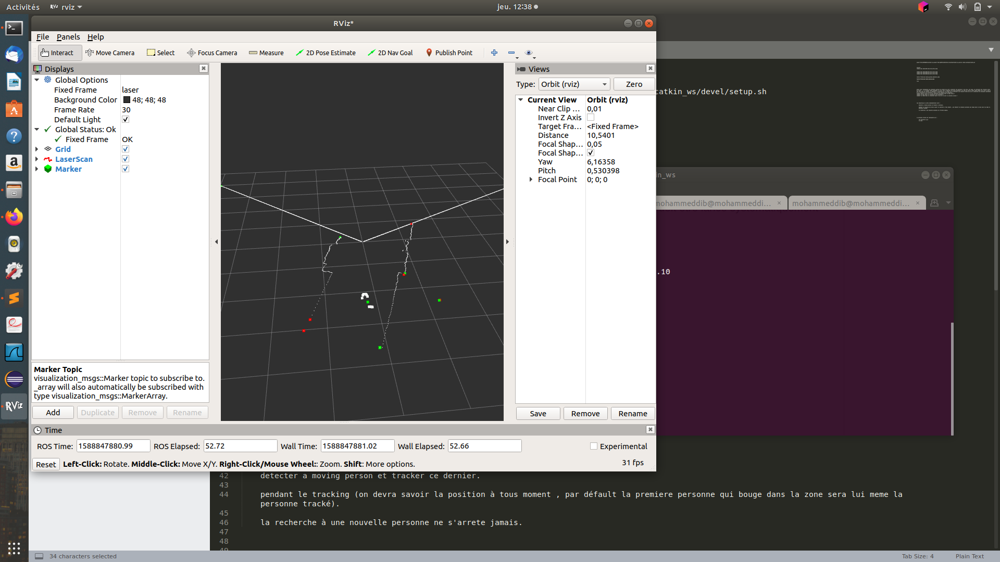 Activités
RViz rviz
jeu. 12:38
RViz*
File Panels Help
Interact Move Camera Select Focus Camera Measure 2D Pose Estimate 2D Nav Goal Publish Point
Displays
Global Options
Fixed Frame laser
Background Color 48; 48; 48
Frame Rate 30
Default Light
Global Status: Ok
Fixed Frame OK
Grid
LaserScan
Marker
Marker Topic
visualization_msgs::Marker topic to subscribe to.
_array will also automatically be subscribed with
type visualization_msgs::MarkerArray.
Add Duplicate Remove Rename
Views
Type: Orbit (rviz) Zero
Current View Orbit (rviz)
Near Clip ... 0,01
Invert Z Axis
Target Fra... <Fixed Frame>
Distance 10,5401
Focal Shap... 0,05
Focal Shap...
Yaw 6,16358
Pitch 0,530398
Focal Point 0; 0; 0
Save Remove Rename
Time
ROS Time: 1588847880.99 ROS Elapsed: 52.72 Wall Time: 1588847881.02 Wall Elapsed: 52.66 Experimental
Reset Left-Click: Rotate. Middle-Click: Move X/Y. Right-Click/Mouse Wheel:: Zoom. Shift: More options. 31 fps
catkin_ws/devel/setup.sh
in_ws
mohammeddib@mohammeddi... × mohammeddib@mohammeddi... ×
.10
RViz
42 detecter a moving person et tracker ce dernier.
43
44 pendant le tracking (on devra savoir la position à tous moment , par défault la premiere personne qui bouge dans la zone sera lui meme la
personne tracké).
45
46 la recherche à une nouvelle personne ne s'arrete jamais.
47
48
49
34 characters selected
Tab Size: 4 Plain Text